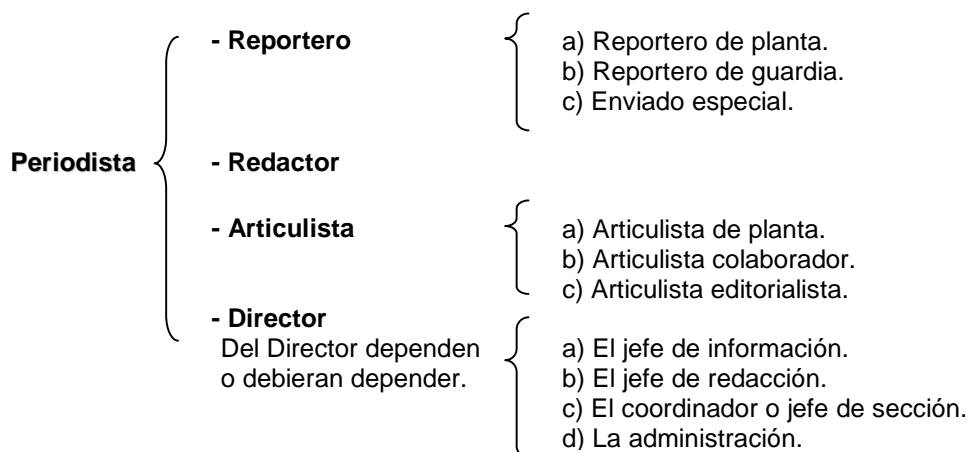 Periodista
- Reportero
a) Reportero de planta.
b) Reportero de guardia.
c) Enviado especial.
- Redactor
- Articulista
a) Articulista de planta.
b) Articulista colaborador.
c) Articulista editorialista.
- Director
Del Director dependen
o debieran depender.
a) El jefe de información.
b) El jefe de redacción.
c) El coordinador o jefe de sección.
d) La administración.